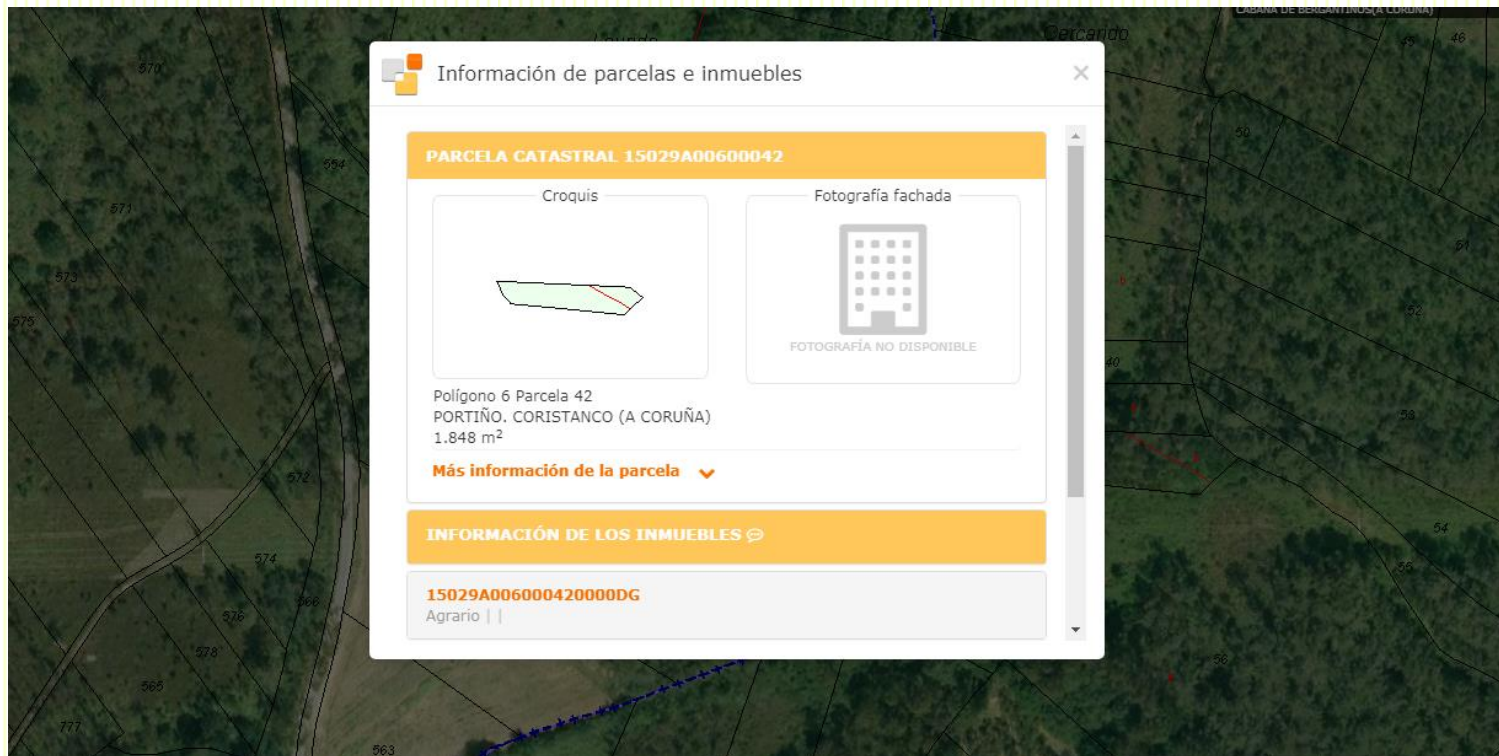 CABANA DE BERGANTIÑOS(A CORUÑA)
Cercarido
570
45
46
Información de parcelas e inmuebles
×
50
PARCELA CATASTRAL 15029A00600042
554
Croquis
Fotografía fachada
571
51
573
575
52
FOTOGRAFÍA NO DISPONIBLE
40
Polígono 6 Parcela 42
PORTIÑO. CORISTANCO (A CORUÑA)
1.848 m²
53
Más información de la parcela
572
INFORMACIÓN DE LOS INMUEBLES
54
574
55
15029A006000420000DG
Agrario | |
566
576
578
56
565
777
563